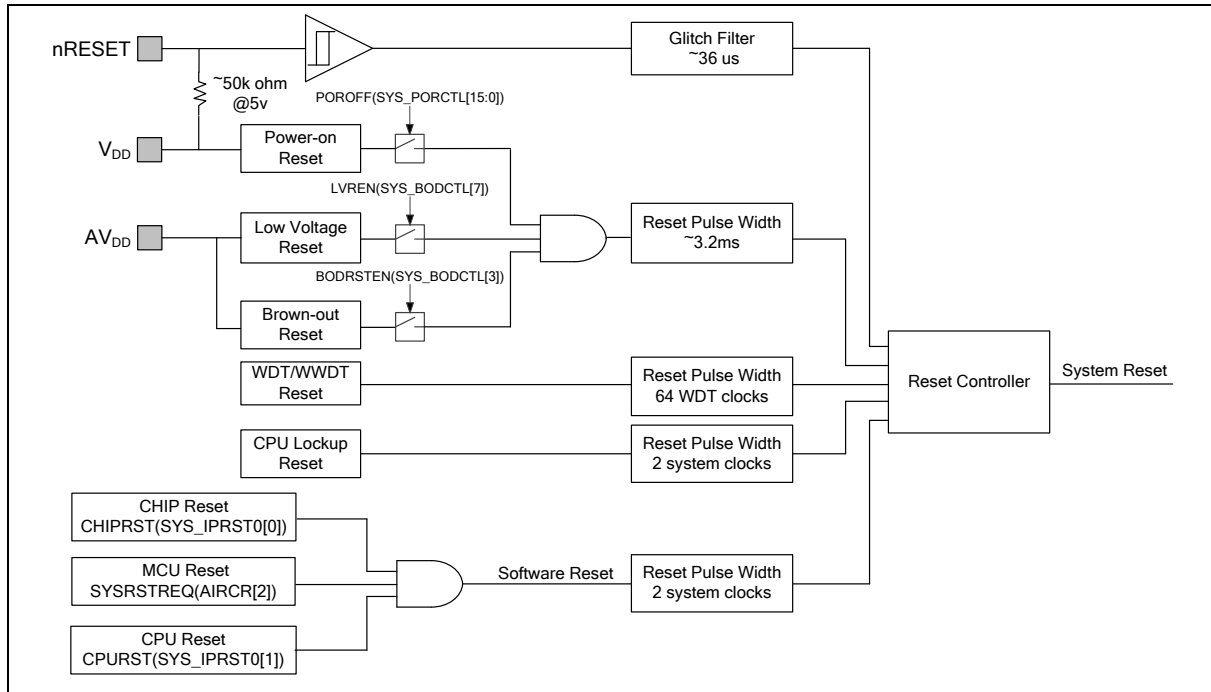 nRESET
Glitch Filter
~36 us
~50k ohm
@5v
POROFF(SYS_PORCTL[15:0])
VDD
Power-on
Reset
LVREN(SYS_BODCTL[7])
AVDD
Low Voltage
Reset
Reset Pulse Width
~3.2ms
BODRSTEN(SYS_BODCTL[3])
Brown-out
Reset
WDT/WWDT
Reset
Reset Pulse Width
64 WDT clocks
Reset Controller
System Reset
CPU Lockup
Reset
Reset Pulse Width
2 system clocks
CHIP Reset
CHIPRST(SYS_IPRST0[0])
MCU Reset
SYSRSTREQ(AIRCR[2])
Software Reset
Reset Pulse Width
2 system clocks
CPU Reset
CPURST(SYS_IPRST0[1])